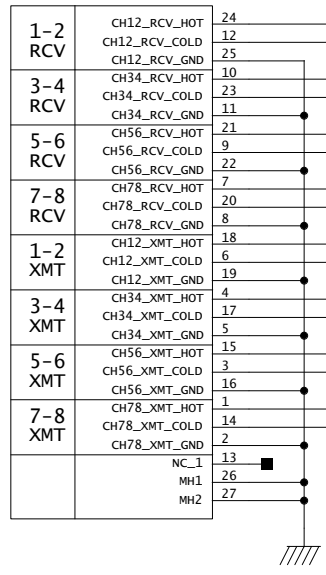 1-2
RCV
CH12_RCV_HOT 24
CH12_RCV_COLD 12
CH12_RCV_GND 25
3-4
RCV
CH34_RCV_HOT 10
CH34_RCV_COLD 23
CH34_RCV_GND 11
5-6
RCV
CH56_RCV_HOT 21
CH56_RCV_COLD 9
CH56_RCV_GND 22
7-8
RCV
CH78_RCV_HOT 7
CH78_RCV_COLD 20
CH78_RCV_GND 8
1-2
XMT
CH12_XMT_HOT 18
CH12_XMT_COLD 6
CH12_XMT_GND 19
3-4
XMT
CH34_XMT_HOT 4
CH34_XMT_COLD 17
CH34_XMT_GND 5
5-6
XMT
CH56_XMT_HOT 15
CH56_XMT_COLD 3
CH56_XMT_GND 16
7-8
XMT
CH78_XMT_HOT 1
CH78_XMT_COLD 14
CH78_XMT_GND 2
NC_1 13
MH1 26
MH2 27